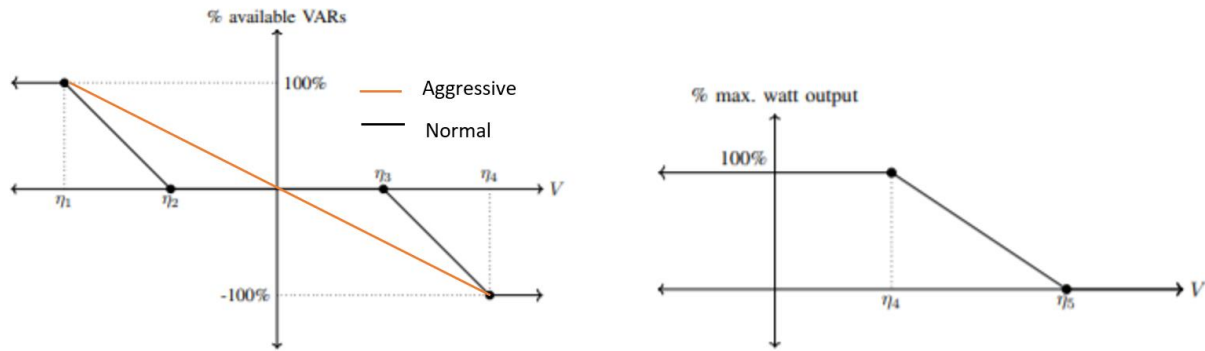 % available VARs
100%
Aggressive
Normal
η₁
η₂
η₃
η₄
V
-100%
% max. watt output
100%
η₄
η₅
V